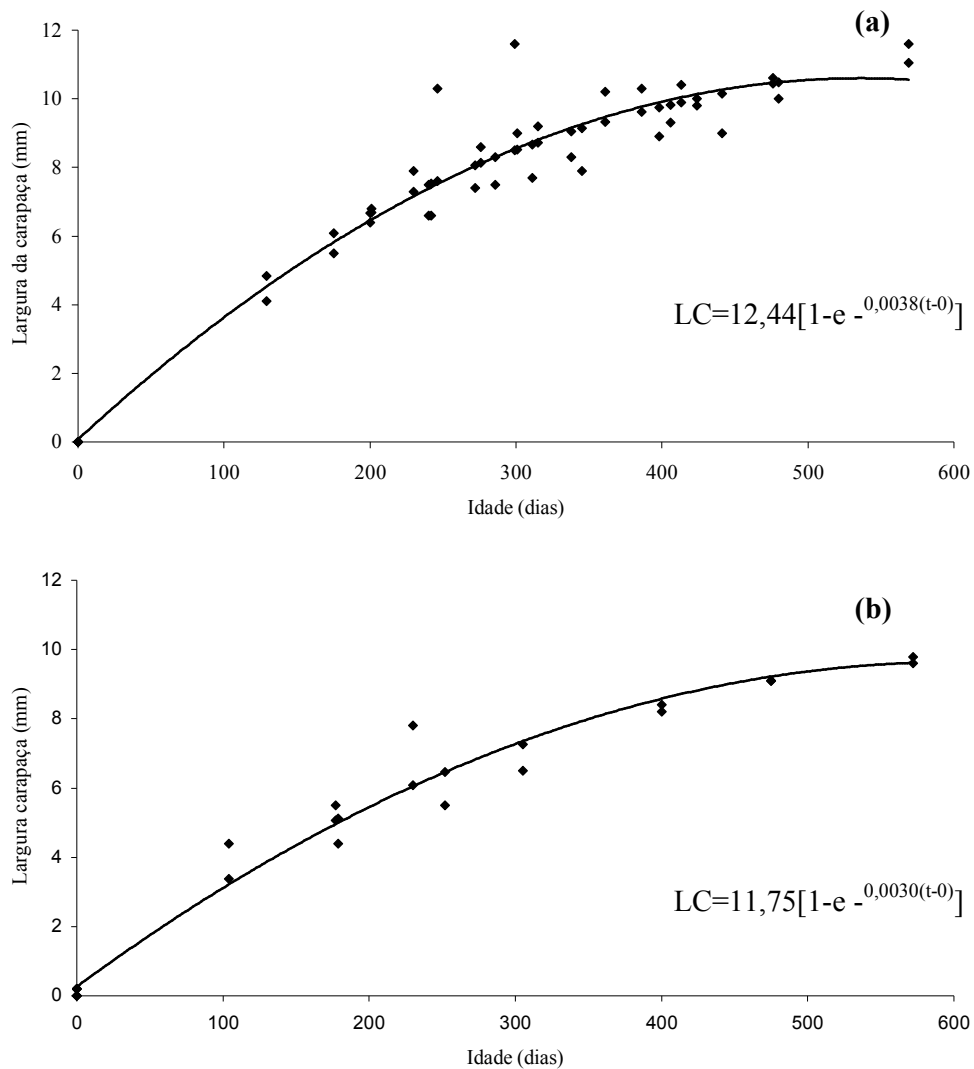 (a)
Largura da carapaça (mm)
12
10
8
6
4
2
0
LC=12,44[1-e -0,0038(t-0)]
0 100 200 300 400 500 600
Idade (dias)
(b)
Largura carapaça (mm)
12
10
8
6
4
2
0
LC=11,75[1-e -0,0030(t-0)]
0 100 200 300 400 500 600
Idade (dias)